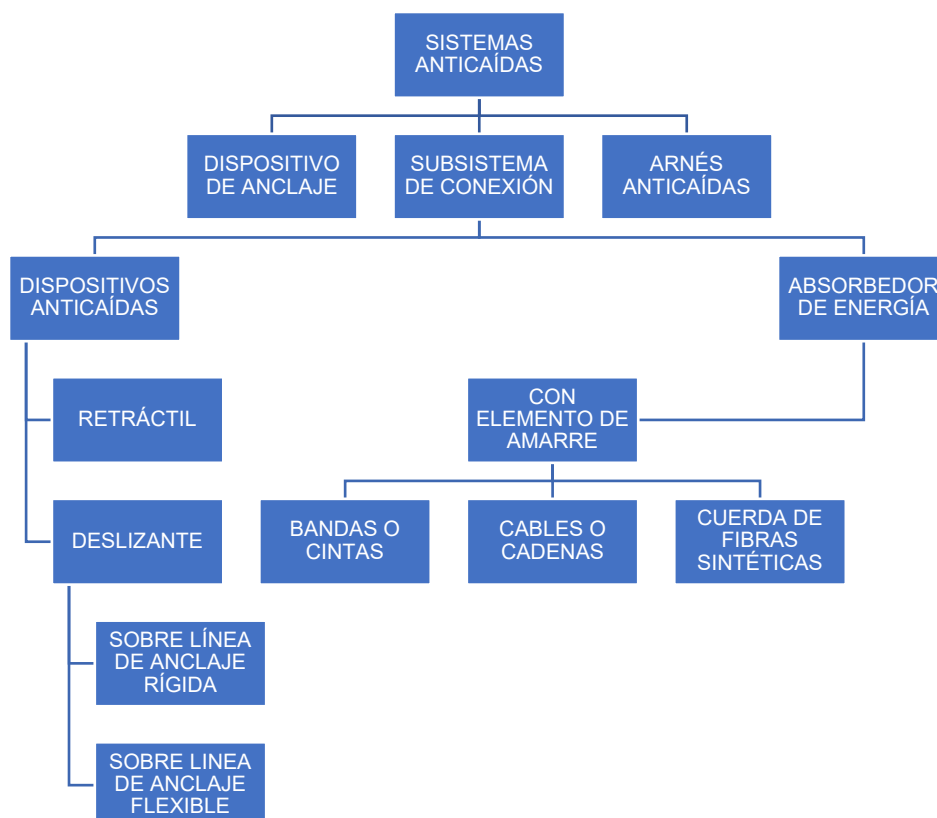 SISTEMAS
ANTICAÍDAS
DISPOSITIVO
DE ANCLAJE
SUBSISTEMA
DE CONEXIÓN
ARNÉS
ANTICAÍDAS
DISPOSITIVOS
ANTICAÍDAS
ABSORBEDOR
DE ENERGÍA
RETRÁCTIL
CON
ELEMENTO DE
AMARRE
DESLIZANTE
BANDAS O
CINTAS
CABLES O
CADENAS
CUERDA DE
FIBRAS
SINTÉTICAS
SOBRE LÍNEA
DE ANCLAJE
RÍGIDA
SOBRE LINEA
DE ANCLAJE
FLEXIBLE